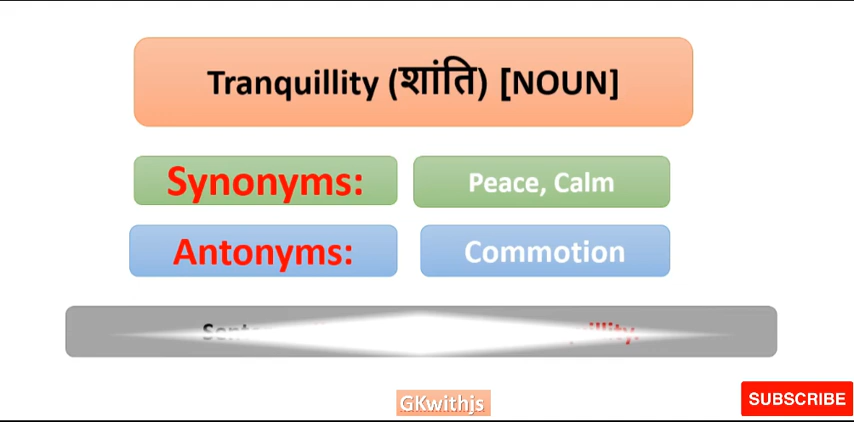 Tranquillity (शांति) [NOUN]
Synonyms:
Peace, Calm
Antonyms:
Commotion
GKwithjs
SUBSCRIBE